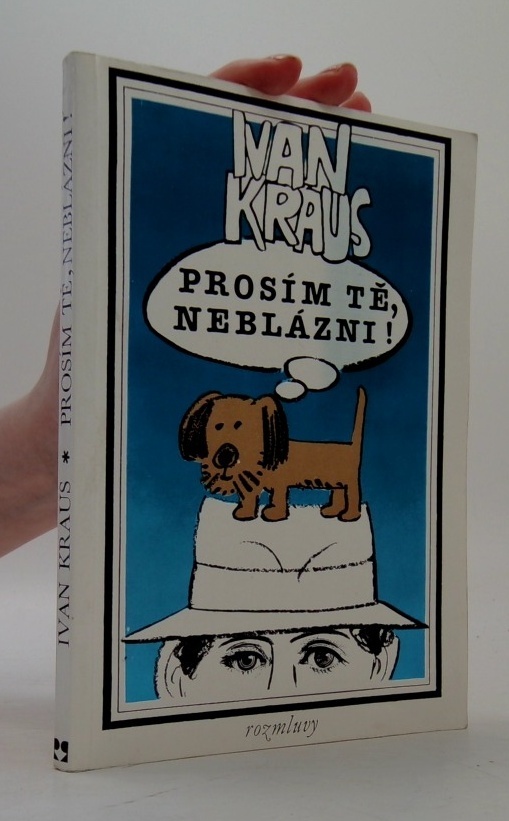 IVAN
KRAUS
PROSÍM TĚ,
NEBLÁZNI!
rozmluvy
IVAN KRAUS * PROSÍM TĚ, NEBLÁZNI!